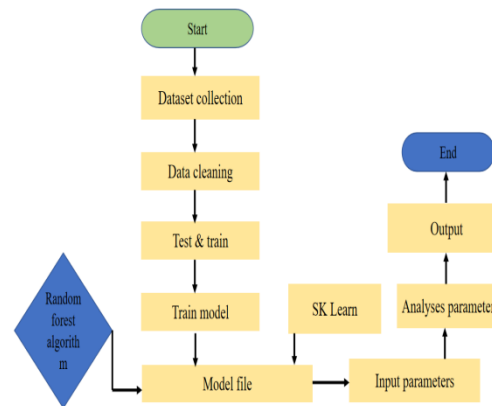 Start
Dataset collection
Data cleaning
Test & train
Train model
Random
forest
algorith
m
SK Learn
Model file
Input parameters
Analyses parameter
Output
End